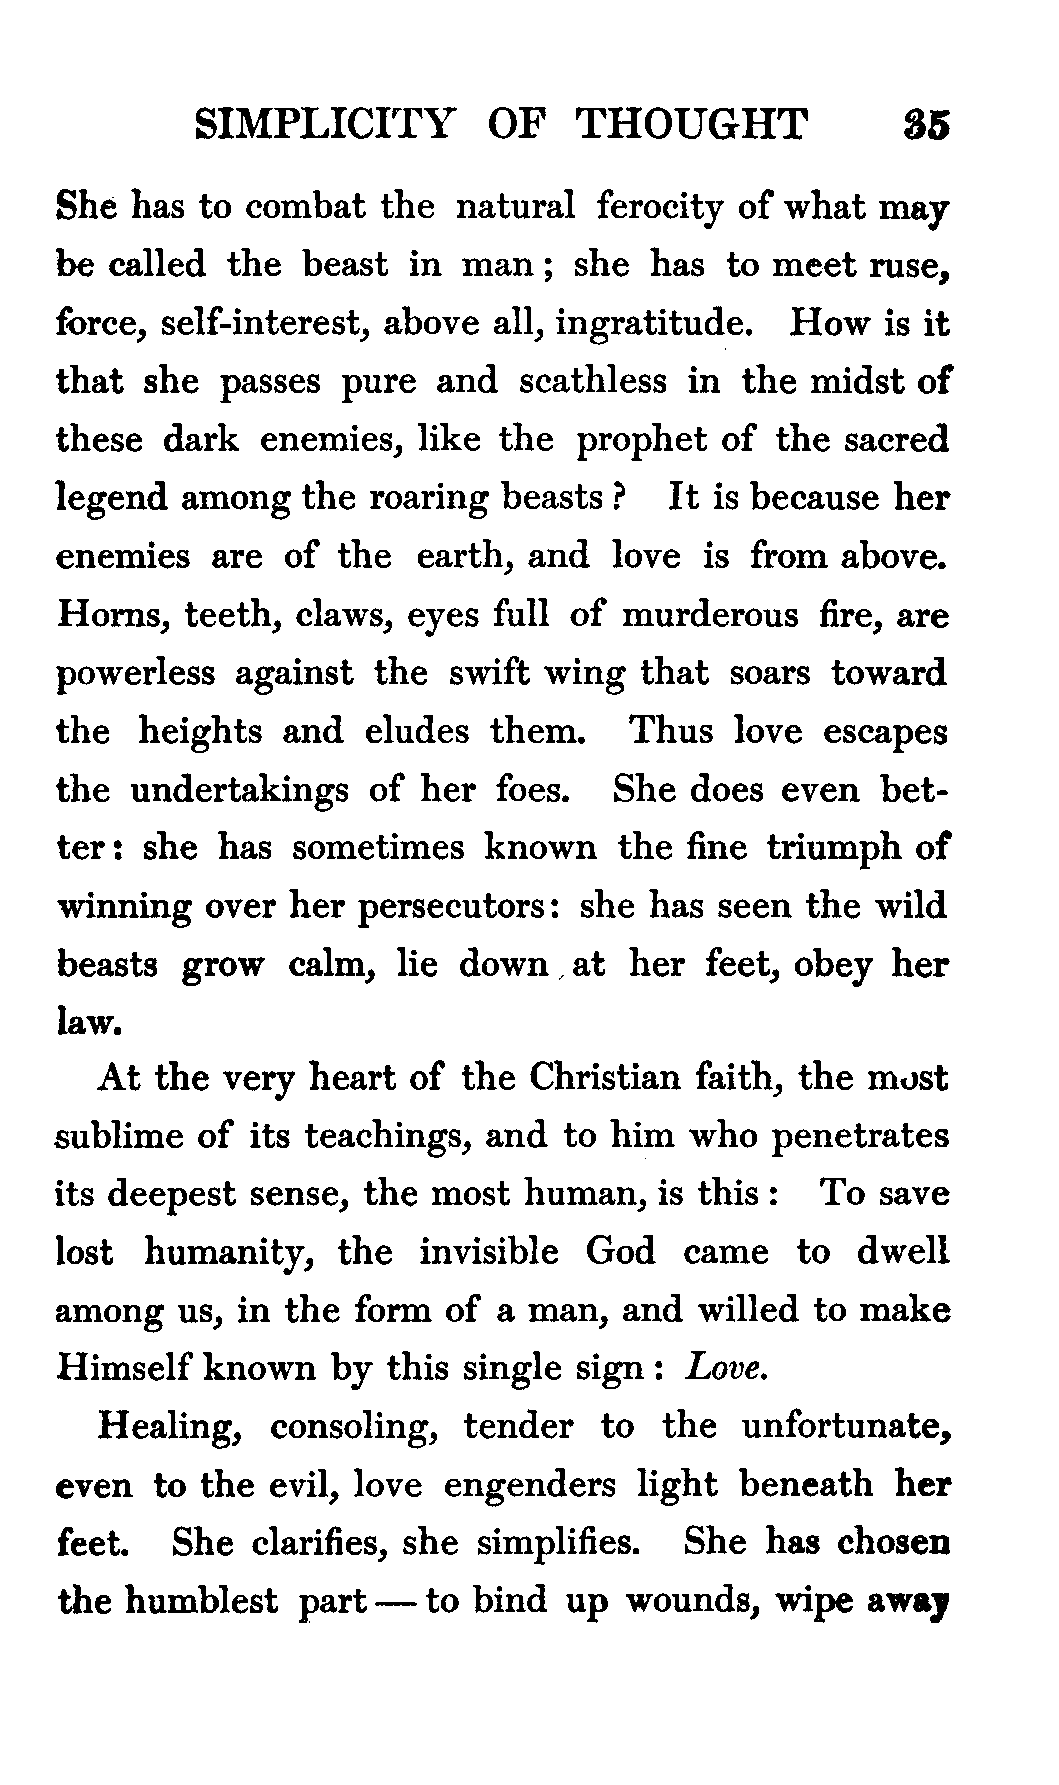 SIMPLICITY OF THOUGHT 35
She has to combat the natural ferocity of what may
be called the beast in man ; she has to meet ruse,
force, self-interest, above all, ingratitude. How is it
that she passes pure and scathless in the midst of
these dark enemies, like the prophet of the sacred
legend among the roaring beasts ? It is because her
enemies are of the earth, and love is from above.
Horns, teeth, claws, eyes full of murderous fire, are
powerless against the swift wing that soars toward
the heights and eludes them. Thus love escapes
the undertakings of her foes. She does even bet-
ter : she has sometimes known the fine triumph of
winning over her persecutors : she has seen the wild
beasts grow calm, lie down at her feet, obey her
law.
At the very heart of the Christian faith, the most
sublime of its teachings, and to him who penetrates
its deepest sense, the most human, is this : To save
lost humanity, the invisible God came to dwell
among us, in the form of a man, and willed to make
Himself known by this single sign : Love.
Healing, consoling, tender to the unfortunate,
even to the evil, love engenders light beneath her
feet. She clarifies, she simplifies. She has chosen
the humblest part — to bind up wounds, wipe away